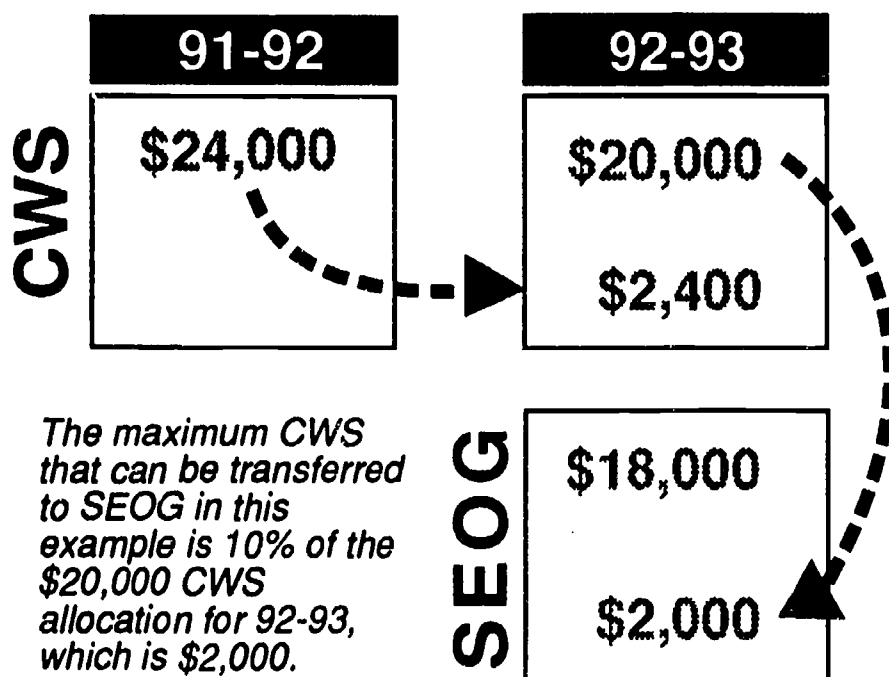 91-92
92-93
CWS
$24,000
$20,000
$2,400
The maximum CWS
that can be transferred
to SEOG in this
example is 10% of the
$20,000 CWS
allocation for 92-93,
which is $2,000.
SEOG
$18,000
$2,000